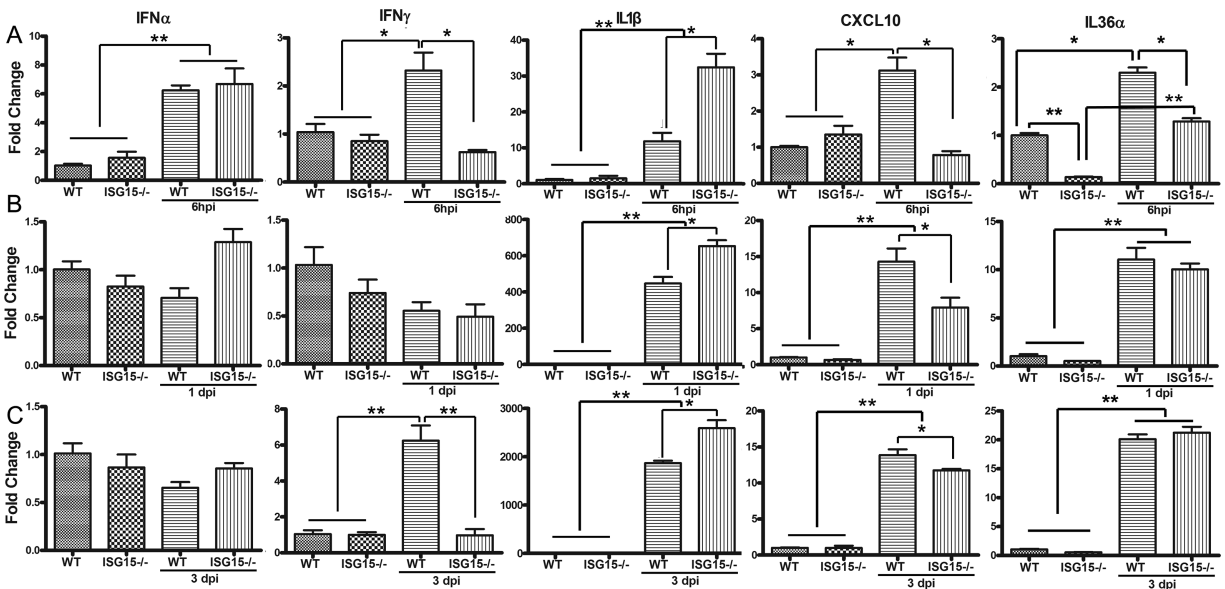 IFNα IFNγ IL1β CXCL10 IL36α
A
** * * ** * * * * * ** **
Fold Change
10 8 6 4 2 0
3 2 1 0
40 30 20 10 0
4 3 2 1 0
3 2 1 0
WT ISG15-/- WT ISG15-/- WT ISG15-/- WT ISG15-/- WT ISG15-/- WT ISG15-/- WT ISG15-/- WT ISG15-/- WT ISG15-/- WT ISG15-/-
6hpi 6hpi 6hpi 6hpi 6hpi
B
** * ** * **
Fold Change
1.5 1.0 0.5 0.0
1.5 1.0 0.5 0.0
800 600 400 200 0
20 15 10 5 0
15 10 5 0
WT ISG15-/- WT ISG15-/- WT ISG15-/- WT ISG15-/- WT ISG15-/- WT ISG15-/- WT ISG15-/- WT ISG15-/- WT ISG15-/- WT ISG15-/-
1 dpi 1 dpi 1 dpi 1 dpi 1 dpi
C
** ** ** * ** * **
Fold Change
1.5 1.0 0.5 0.0
8 6 4 2 0
3000 2000 1000 0
20 15 10 5 0
25 20 15 10 5 0
WT ISG15-/- WT ISG15-/- WT ISG15-/- WT ISG15-/- WT ISG15-/- WT ISG15-/- WT ISG15-/- WT ISG15-/- WT ISG15-/- WT ISG15-/-
3 dpi 3 dpi 3 dpi 3 dpi 3 dpi